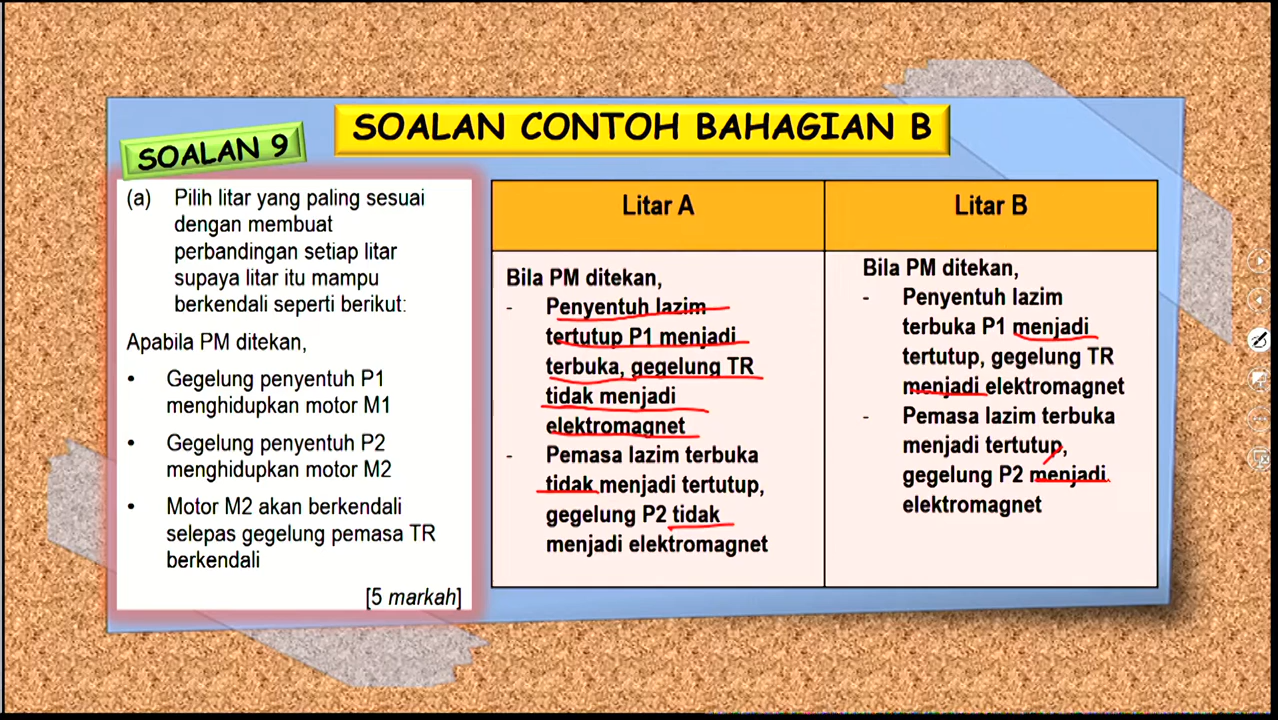 SOALAN CONTOH BAHAGIAN B
SOALAN 9
(a) Pilih litar yang paling sesuai
dengan membuat
perbandingan setiap litar
supaya litar itu mampu
berkendali seperti berikut:
Apabila PM ditekan,
• Gegelung penyentuh P1
menghidupkan motor M1
• Gegelung penyentuh P2
menghidupkan motor M2
• Motor M2 akan berkendali
selepas gegelung pemasa TR
berkendali
[5 markah]
Litar A
Bila PM ditekan,
- Penyentuh lazim
tertutup P1 menjadi
terbuka, gegelung TR
tidak menjadi
elektromagnet
- Pemasa lazim terbuka
tidak menjadi tertutup,
gegelung P2 tidak
menjadi elektromagnet
Litar B
Bila PM ditekan,
- Penyentuh lazim
terbuka P1 menjadi
tertutup, gegelung TR
menjadi elektromagnet
- Pemasa lazim terbuka
menjadi tertutup,
gegelung P2 menjadi
elektromagnet